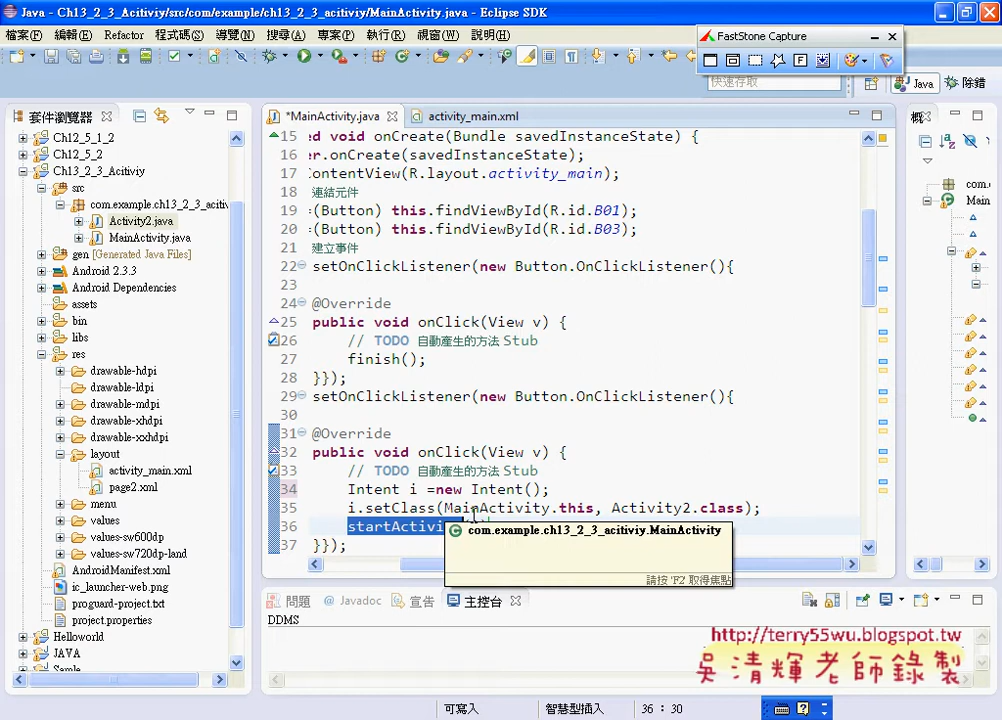 Java - Ch13_2_3_Acitiviy/src/com/example/ch13_2_3_acitiviy/MainActivity.java - Eclipse SDK
檔案(F) 編輯(E) Refactor 程式碼(S) 導覽(N) 搜尋(A) 專案(P) 執行(R) 視窗(W) 說明(H)
FastStone Capture
快速存取
Java
除錯
套件瀏覽器
*MainActivity.java
activity_main.xml
概
Ch12_5_1_2
Ch12_5_2
Ch13_2_3_Acitiviy
src
com.example.ch13_2_3_acitiv
Activity2.java
MainActivity.java
gen [Generated Java Files]
Android 2.3.3
Android Dependencies
assets
bin
libs
res
drawable-hdpi
drawable-ldpi
drawable-mdpi
drawable-xhdpi
drawable-xxhdpi
layout
activity_main.xml
page2.xml
menu
values
values-sw600dp
values-sw720dp-land
AndroidManifest.xml
ic_launcher-web.png
proguard-project.txt
project.properties
Helloworld
JAVA
15 ed void onCreate(Bundle savedInstanceState) {
16 er.onCreate(savedInstanceState);
17 ContentView(R.layout.activity_main);
18 連結元件
19 =(Button) this.findViewById(R.id.B01);
20 =(Button) this.findViewById(R.id.B03);
21 建立事件
22 setOnClickListener(new Button.OnClickListener(){
23
24 @Override
25 public void onClick(View v) {
26 // TODO 自動產生的方法 Stub
27 finish();
28 }});
29 setOnClickListener(new Button.OnClickListener(){
30
31 @Override
32 public void onClick(View v) {
33 // TODO 自動產生的方法 Stub
34 Intent i =new Intent();
35 i.setClass(MainActivity.this, Activity2.class);
36 startActivi
37 }});
com.example.ch13_2_3_acitiviy.MainActivity
請按 'F2' 取得焦點
com.
Main
問題 @ Javadoc 宣告 主控台
DDMS
http://terry55wu.blogspot.tw
吳清輝老師錄製
可寫入
智慧型插入
36 : 30